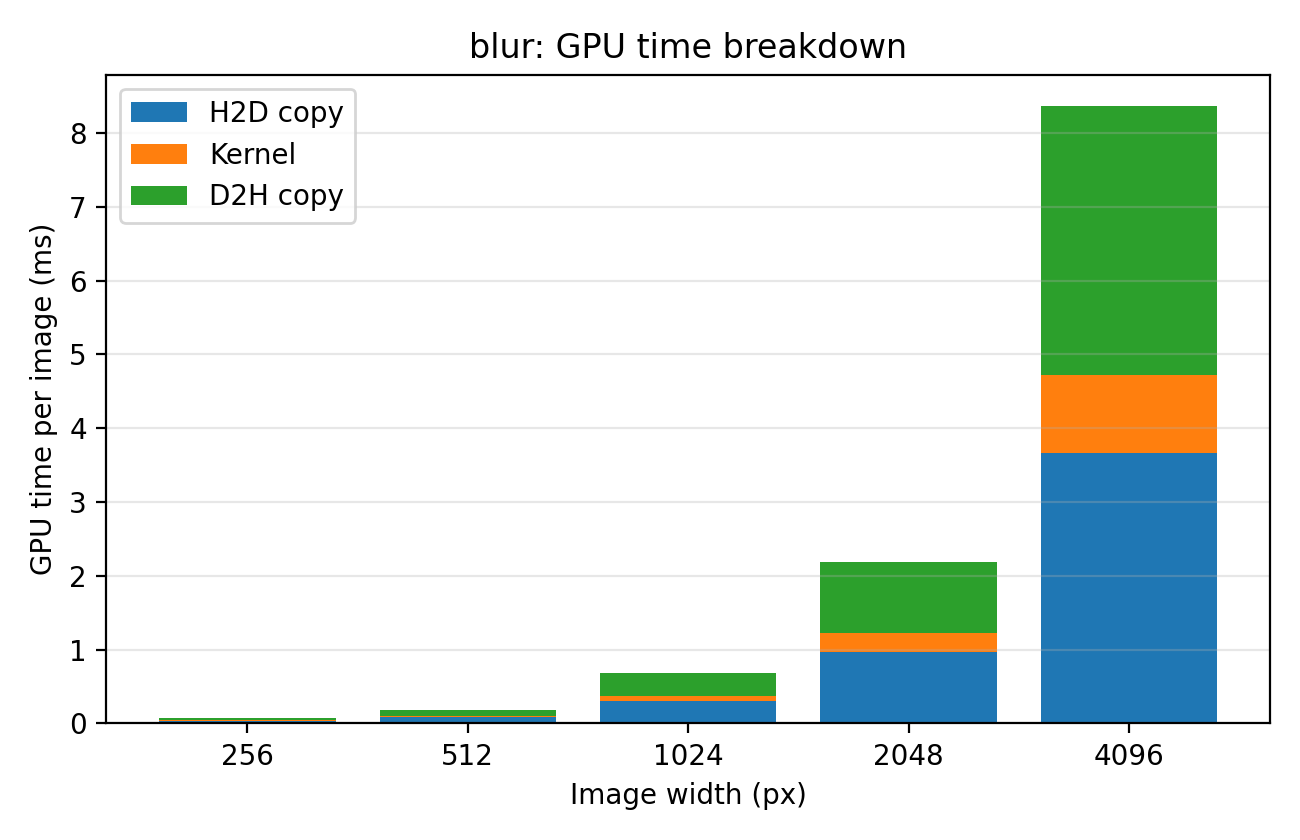 blur: GPU time breakdown
H2D copy
Kernel
D2H copy
GPU time per image (ms)
8
7
6
5
4
3
2
1
0
256 512 1024 2048 4096
Image width (px)